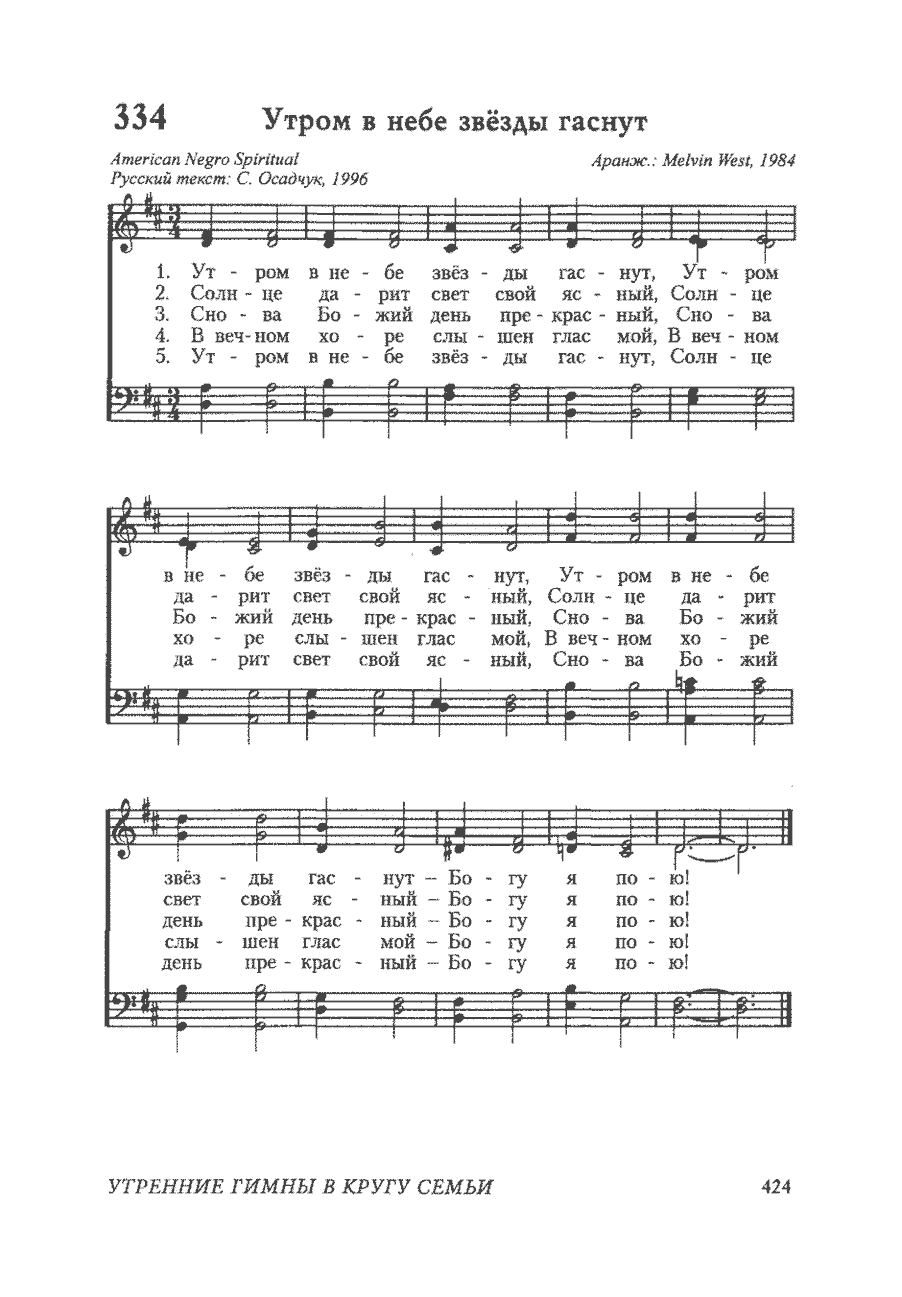 334 Утром в небе звёзды гаснут
American Negro Spiritual Аранж.: Melvin West, 1984
Русский текст: С. Осадчук, 1996
1. Ут - ром в не - бе звёз - ды гас - нут, Ут - ром
2. Солн - це да - рит свет свой яс - ный, Солн - це
3. Сно - ва Бо - жий день пре - крас - ный, Сно - ва
4. В веч - ном хо - ре слы - шен глас мой, В веч - ном
5. Ут - ром в не - бе звёз - ды гас - нут, Солн - це
в не - бе звёз - ды гас - нут, Ут - ром в не - бе
да - рит свет свой яс - ный, Солн - це да - рит
Бо - жий день пре - крас - ный, Сно - ва Бо - жий
хо - ре слы - шен глас мой, В веч - ном хо - ре
да - рит свет свой яс - ный, Сно - ва Бо - жий
звёз - ды гас - нут – Бо - гу я по - ю!
свет свой яс - ный – Бо - гу я по - ю!
день пре - крас - ный – Бо - гу я по - ю!
слы - шен глас мой – Бо - гу я по - ю!
день пре - крас - ный – Бо - гу я по - ю!
УТРЕННИЕ ГИМНЫ В КРУГУ СЕМЬИ 424